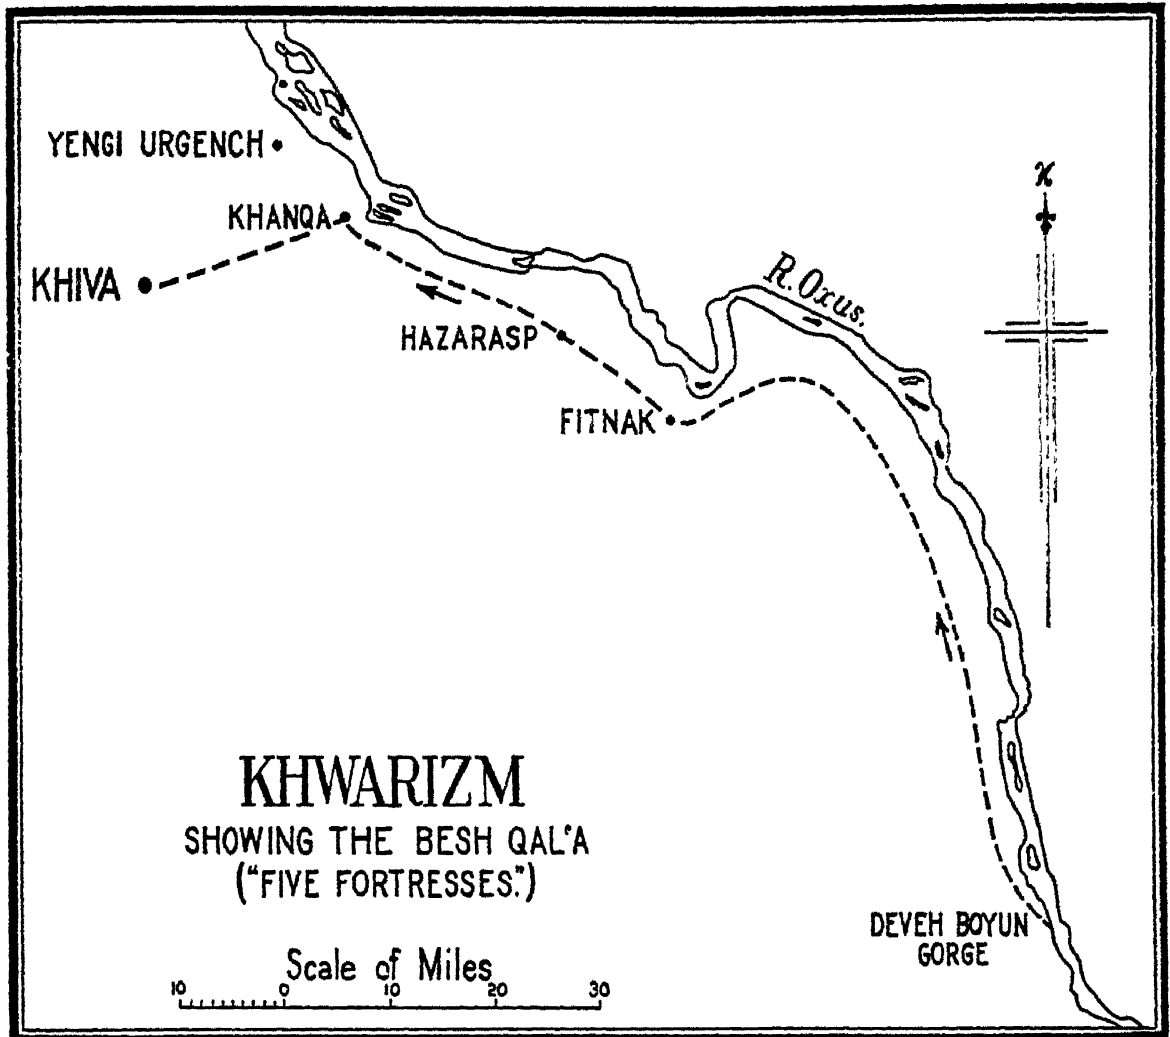 YENGI URGENCH
KHANQA
KHIVA
R. Oxus.
N
HAZARASP
FITNAK
KHWARIZM
SHOWING THE BESH QAL'A
("FIVE FORTRESSES.")
DEVEH BOYUN
GORGE
Scale of Miles
10 0 10 20 30